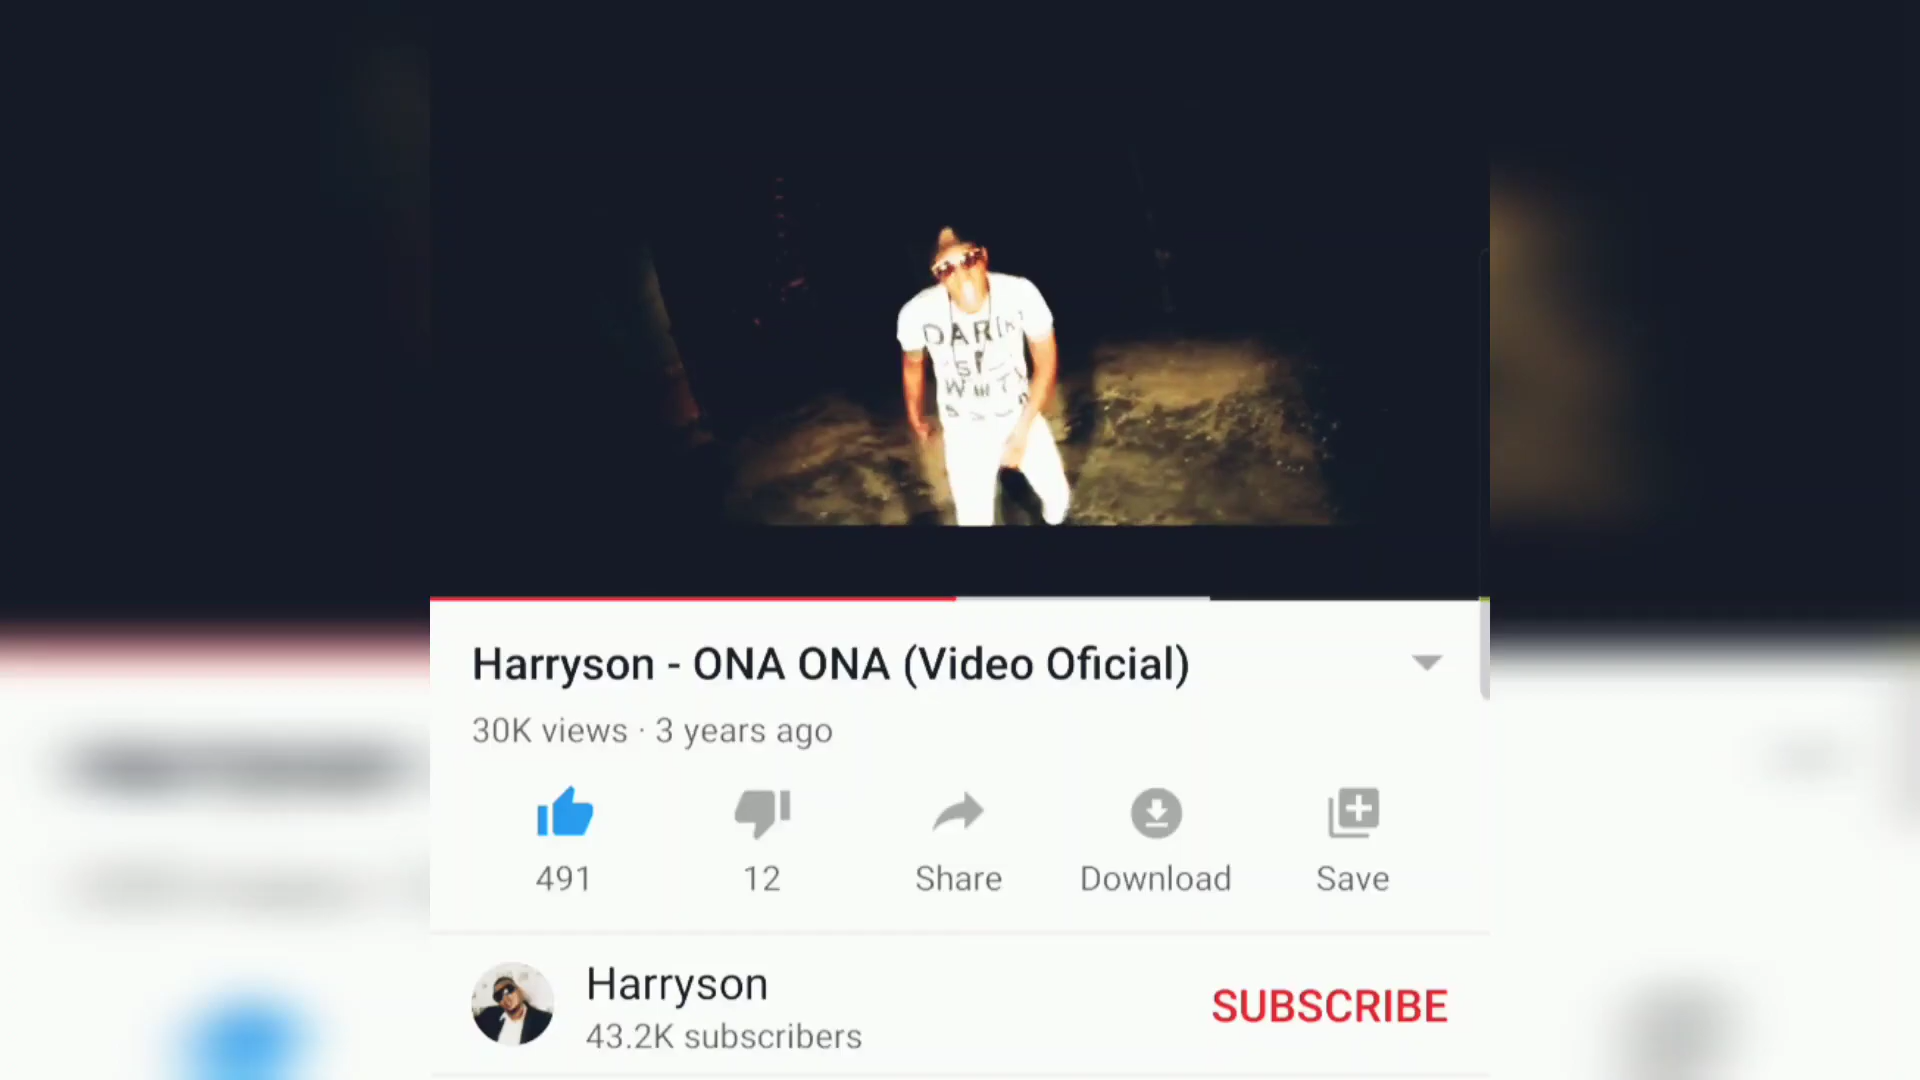 DAR[K]
Harryson - ONA ONA (Video Oficial)
30K views · 3 years ago
491
12
Share
Download
Save
Harryson
43.2K subscribers
SUBSCRIBE